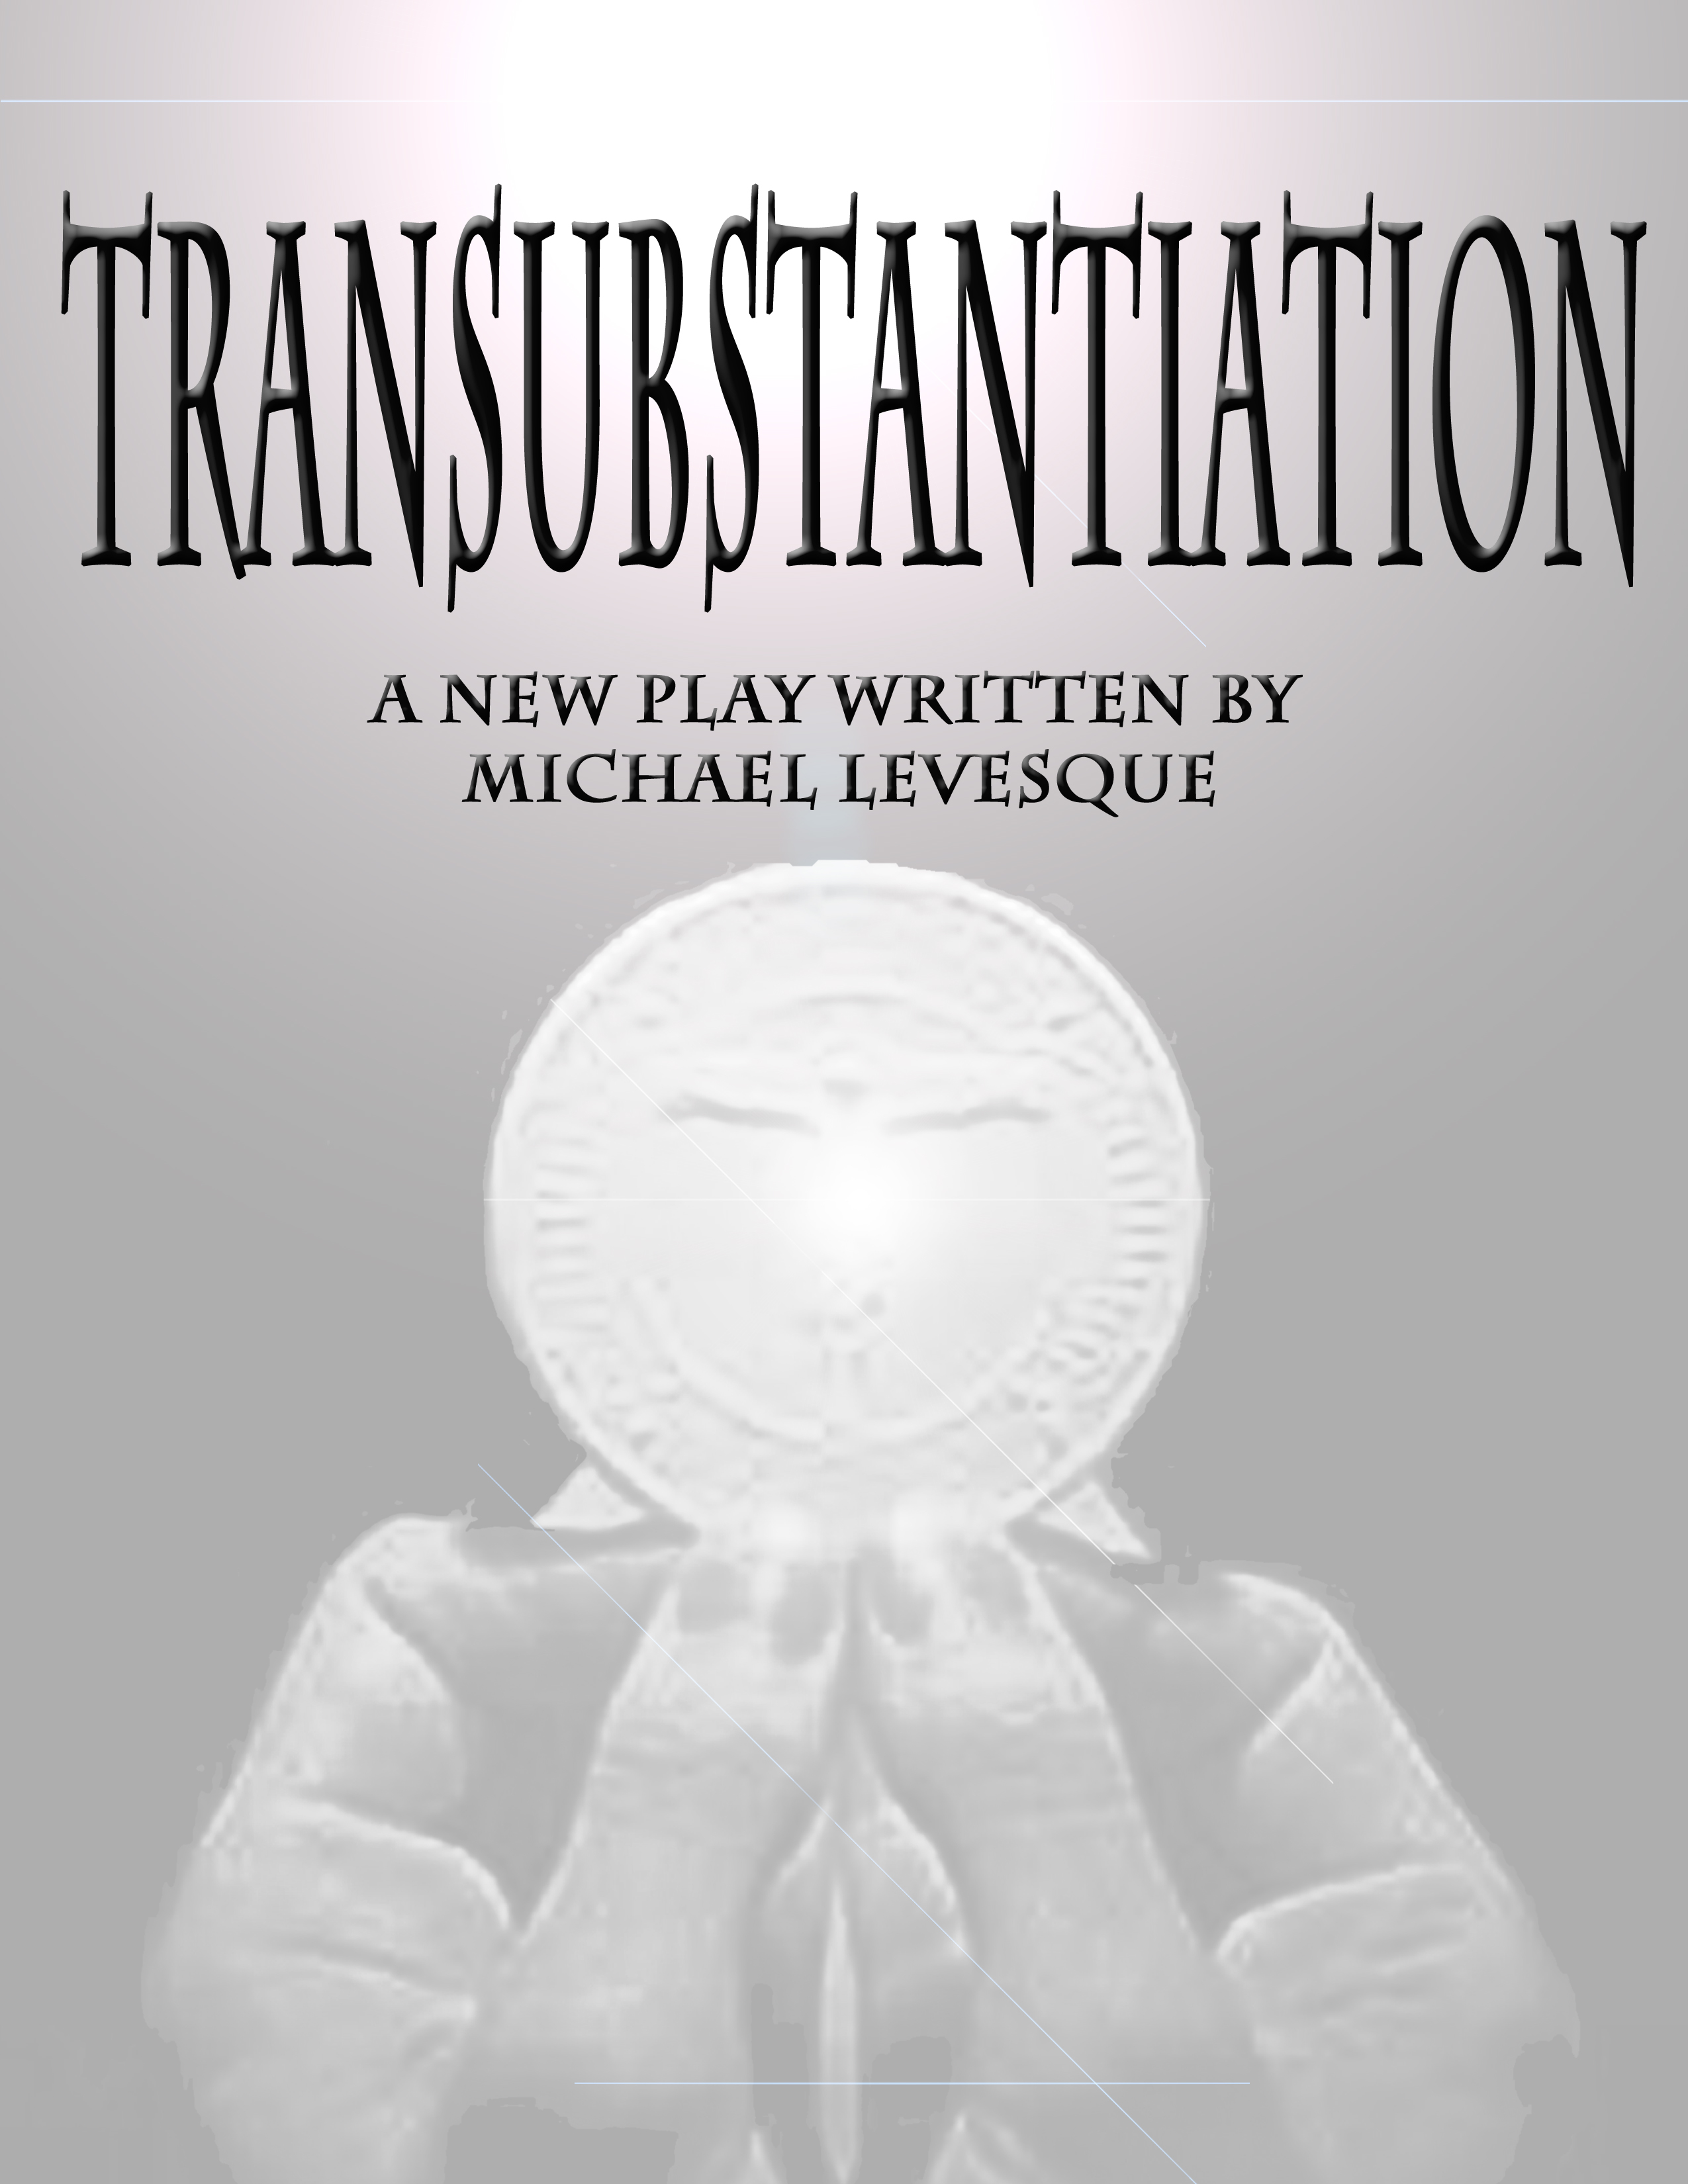 TRANSUBSTANTIATION
A NEW PLAY WRITTEN BY
MICHAEL LEVESQUE